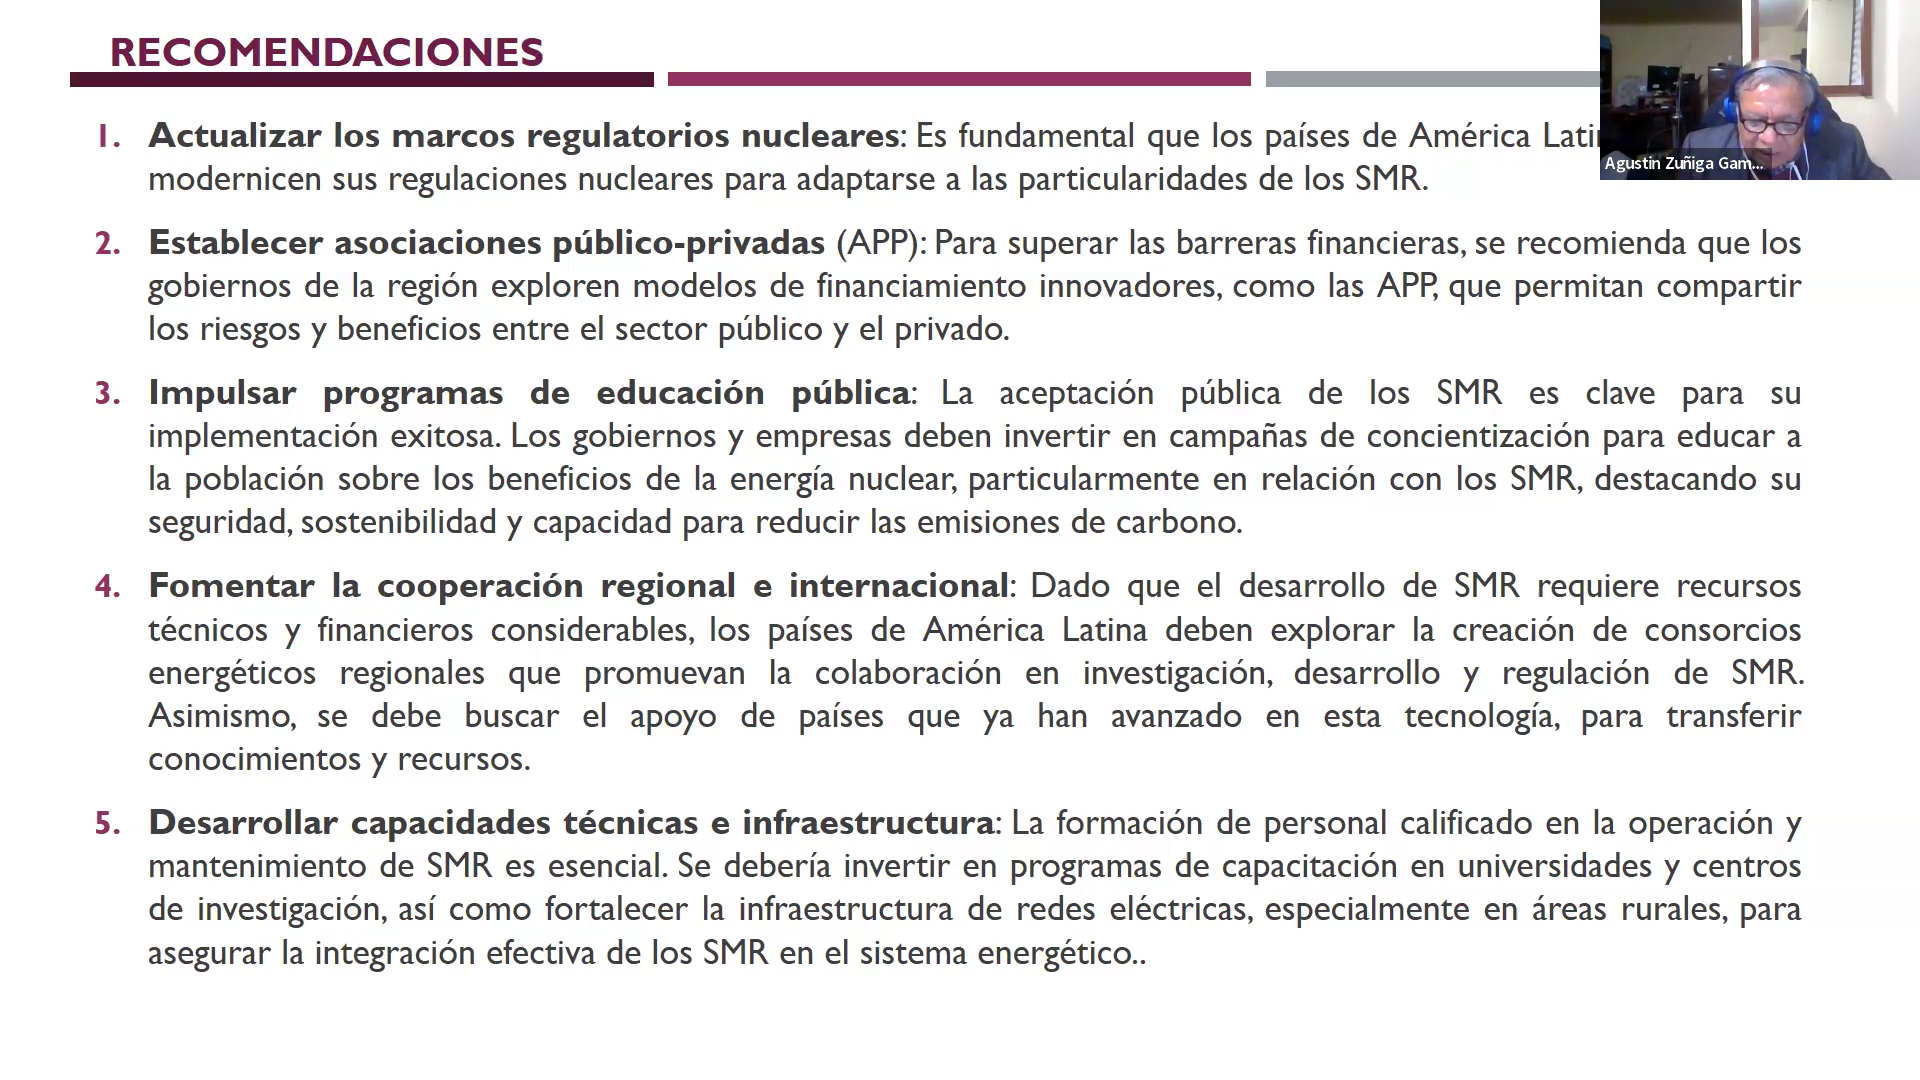 RECOMENDACIONES
Agustin Zuñiga Gam...
1. Actualizar los marcos regulatorios nucleares: Es fundamental que los países de América
modernicen sus regulaciones nucleares para adaptarse a las particularidades de los SMR.
2. Establecer asociaciones público-privadas (APP): Para superar las barreras financieras, se recomienda que los
gobiernos de la región exploren modelos de financiamiento innovadores, como las APP, que permitan compartir
los riesgos y beneficios entre el sector público y el privado.
3. Impulsar programas de educación pública: La aceptación pública de los SMR es clave para su
implementación exitosa. Los gobiernos y empresas deben invertir en campañas de concientización para educar a
la población sobre los beneficios de la energía nuclear, particularmente en relación con los SMR, destacando su
seguridad, sostenibilidad y capacidad para reducir las emisiones de carbono.
4. Fomentar la cooperación regional e internacional: Dado que el desarrollo de SMR requiere recursos
técnicos y financieros considerables, los países de América Latina deben explorar la creación de consorcios
energéticos regionales que promuevan la colaboración en investigación, desarrollo y regulación de SMR.
Asimismo, se debe buscar el apoyo de países que ya han avanzado en esta tecnología, para transferir
conocimientos y recursos.
5. Desarrollar capacidades técnicas e infraestructura: La formación de personal calificado en la operación y
mantenimiento de SMR es esencial. Se debería invertir en programas de capacitación en universidades y centros
de investigación, así como fortalecer la infraestructura de redes eléctricas, especialmente en áreas rurales, para
asegurar la integración efectiva de los SMR en el sistema energético..